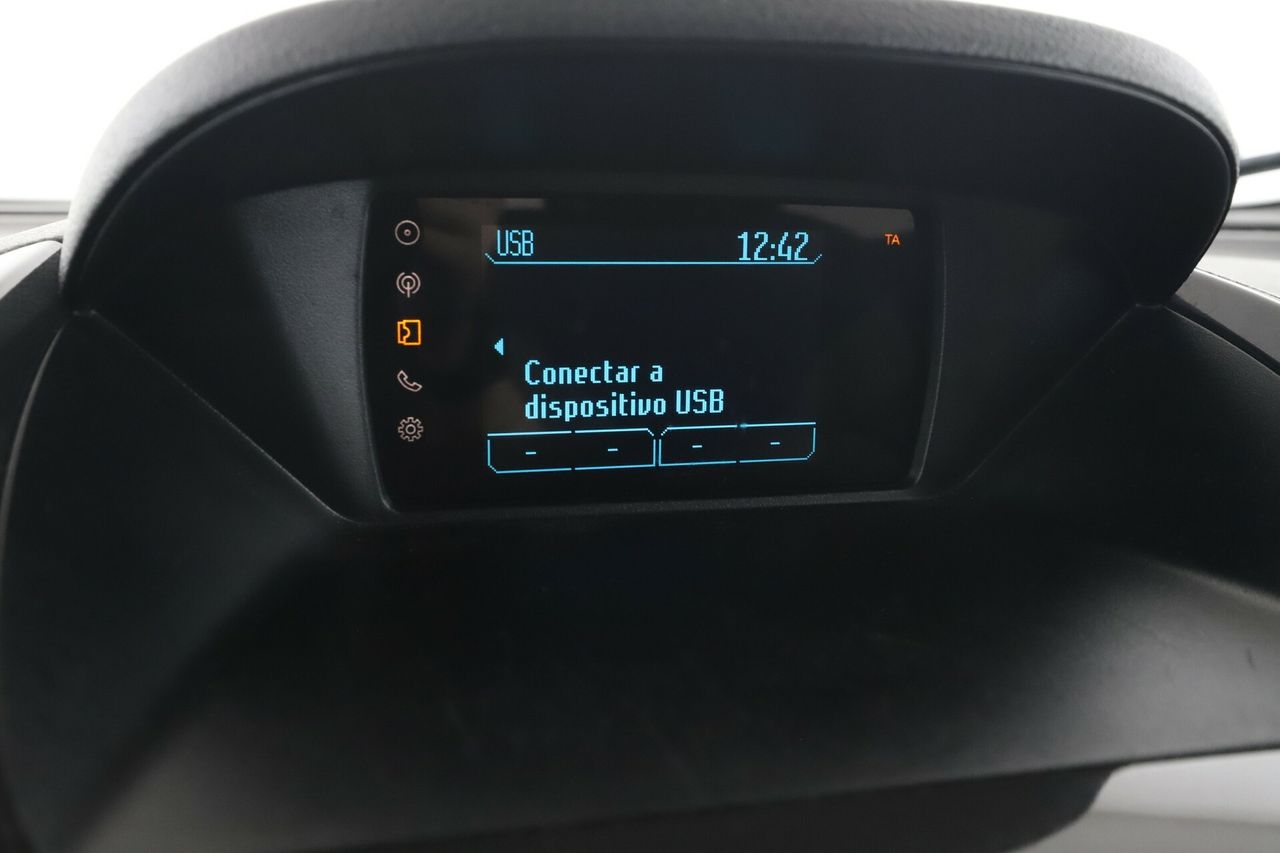 USB 12:42 TA
Conectar a
dispositivo USB
- - - -